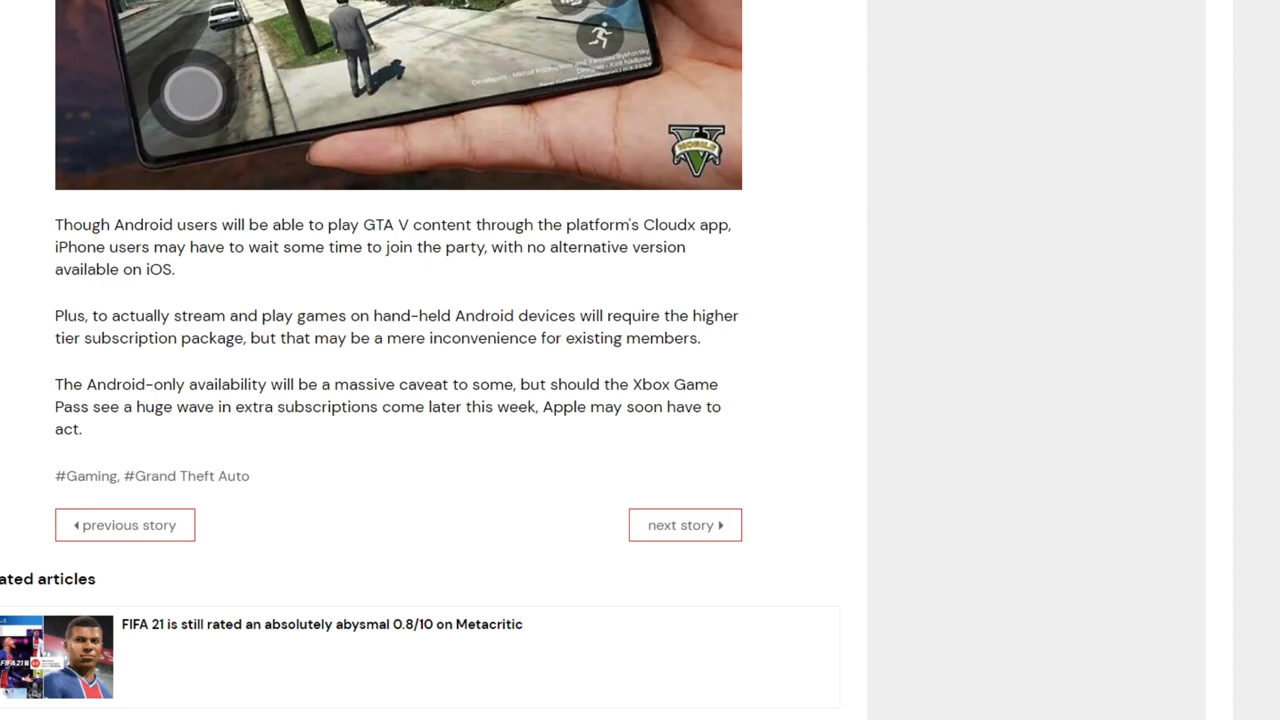 MOBILE
Though Android users will be able to play GTA V content through the platform's Cloudx app,
iPhone users may have to wait some time to join the party, with no alternative version
available on iOS.
Plus, to actually stream and play games on hand-held Android devices will require the higher
tier subscription package, but that may be a mere inconvenience for existing members.
The Android-only availability will be a massive caveat to some, but should the Xbox Game
Pass see a huge wave in extra subscriptions come later this week, Apple may soon have to
act.
#Gaming, #Grand Theft Auto
previous story
next story
ated articles
FIFA 21 is still rated an absolutely abysmal 0.8/10 on Metacritic
FIFA 21